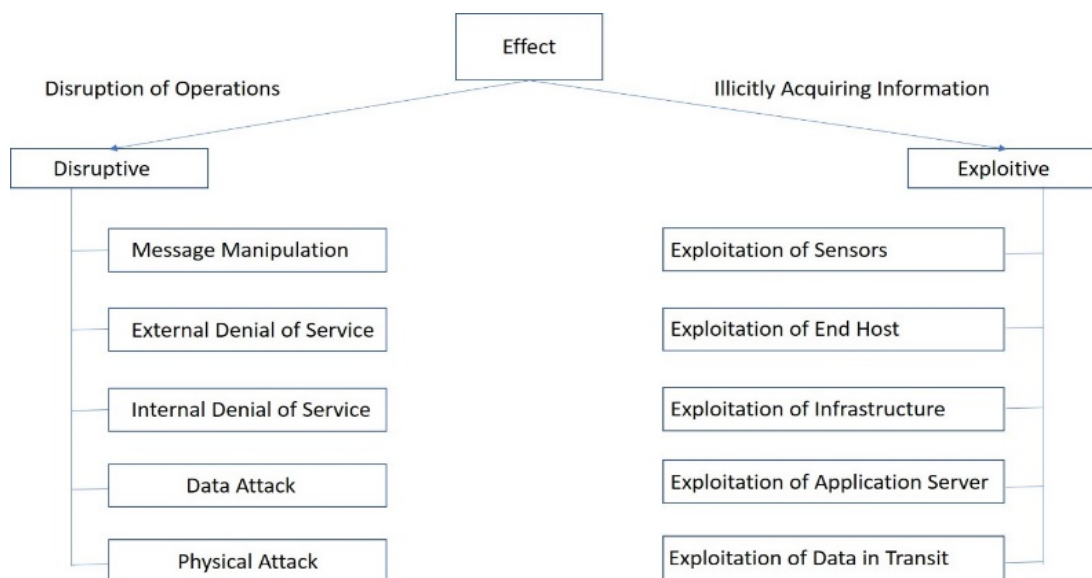 Effect
Disruption of Operations
Illicitly Acquiring Information
Disruptive
Exploitive
Message Manipulation
Exploitation of Sensors
External Denial of Service
Exploitation of End Host
Internal Denial of Service
Exploitation of Infrastructure
Data Attack
Exploitation of Application Server
Physical Attack
Exploitation of Data in Transit